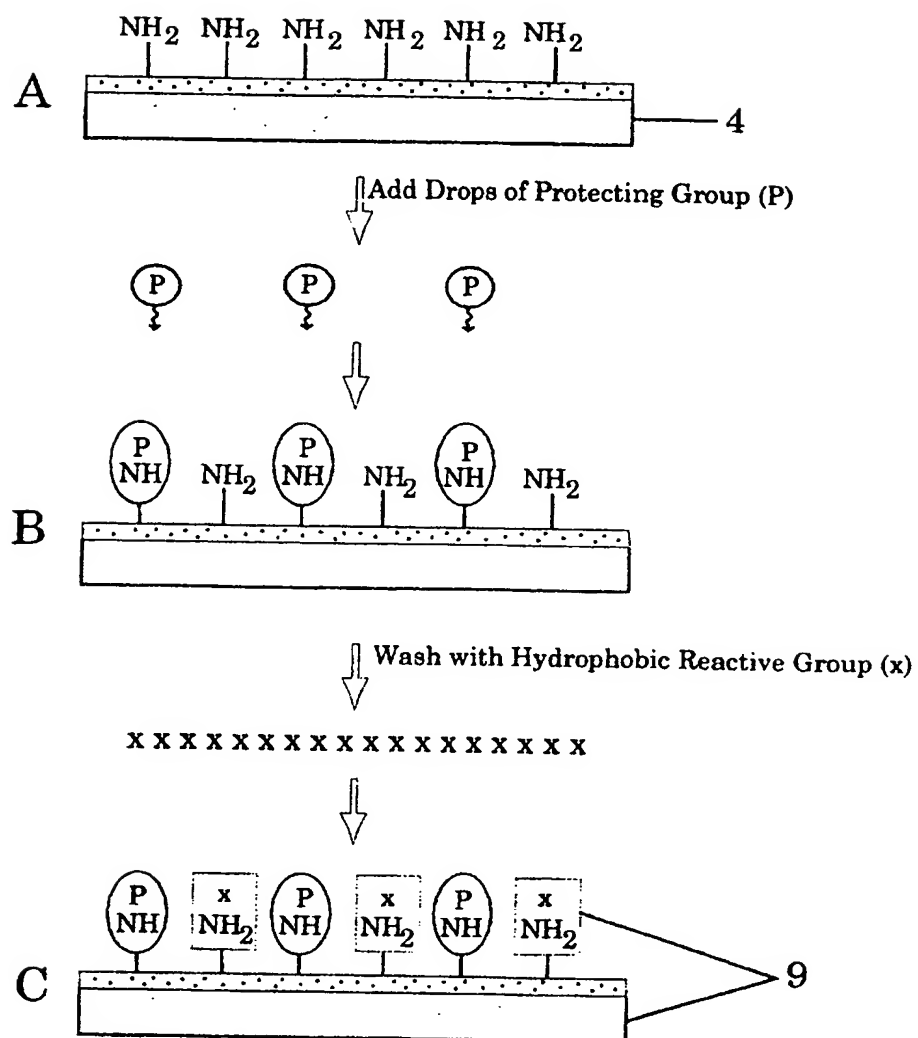 NH2 NH2 NH2 NH2 NH2 NH2
A
4
Add Drops of Protecting Group (P)
P P P
P P P
NH NH2 NH NH2 NH NH2
B
Wash with Hydrophobic Reactive Group (x)
x x x x x x x x x x x x x x x x x x
P x P x P x
NH NH2 NH NH2 NH NH2
C
9